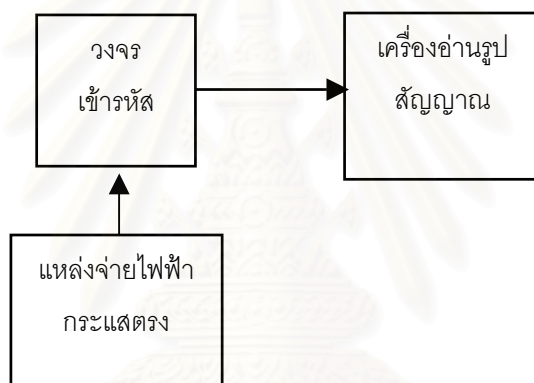 วงจร
เข้ารหัส
เครื่องอ่านรูป
สัญญาณ
แหล่งจ่ายไฟฟ้า
กระแสตรง